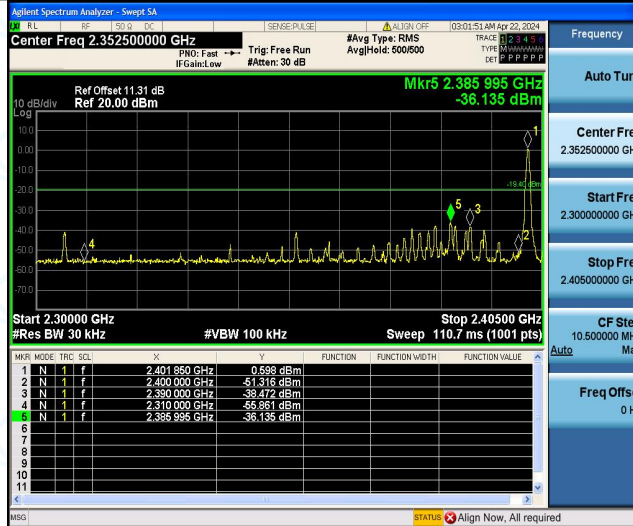 Agilent Spectrum Analyzer - Swept SA
LXI RL RF 50 Ω DC SENSE:PULSE ALIGN OFF 03:01:51 AM Apr 22, 2024
Center Freq 2.352500000 GHz
PNO: Fast
IFGain:Low
Trig: Free Run
#Atten: 30 dB
#Avg Type: RMS
Avg|Hold: 500/500
TRACE 1 2 3 4 5 6
TYPE M
DET P P P P P P
Ref Offset 11.31 dB
Ref 20.00 dBm
Mkr5 2.385 995 GHz
-36.135 dBm
10 dB/div
Log
10.0
0.00
-10.0
-20.0
-30.0
-40.0
-50.0
-60.0
-70.0
-19.40 dBm
1
5
3
2
4
Start 2.30000 GHz
Stop 2.40500 GHz
#Res BW 30 kHz
#VBW 100 kHz
Sweep 110.7 ms (1001 pts)
MKR MODE TRC SCL X Y FUNCTION FUNCTION WIDTH FUNCTION VALUE
1 N 1 f 2.401 850 GHz 0.598 dBm
2 N 1 f 2.400 000 GHz -51.316 dBm
3 N 1 f 2.390 000 GHz -38.472 dBm
4 N 1 f 2.310 000 GHz -55.861 dBm
5 N 1 f 2.385 995 GHz -36.135 dBm
6
7
8
9
10
11
MSG
STATUS Align Now, All required
Frequency
Auto Tun
Center Fre
2.352500000 GH
Start Fre
2.300000000 GH
Stop Fre
2.405000000 GH
CF Ste
10.500000 MH
Auto Ma
Freq Offs
0 H